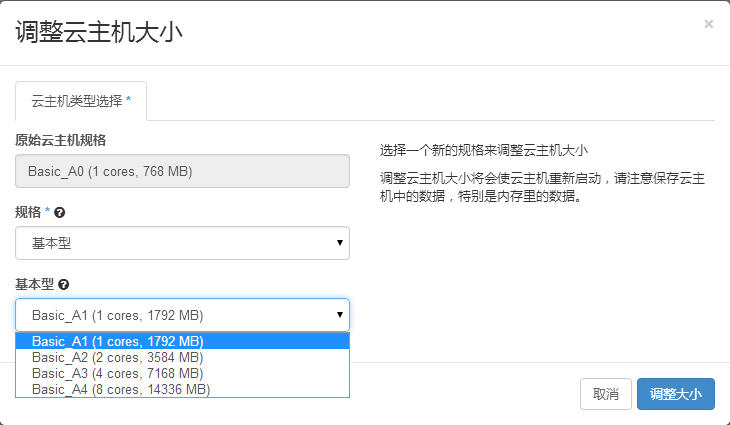 调整云主机大小
×
云主机类型选择 *
原始云主机规格
Basic_A0 (1 cores, 768 MB)
规格 *
基本型
基本型
Basic_A1 (1 cores, 1792 MB)
Basic_A1 (1 cores, 1792 MB)
Basic_A2 (2 cores, 3584 MB)
Basic_A3 (4 cores, 7168 MB)
Basic_A4 (8 cores, 14336 MB)
选择一个新的规格来调整云主机大小
调整云主机大小将会使云主机重新启动，请注意保存云主
机中的数据，特别是内存里的数据。
取消
调整大小